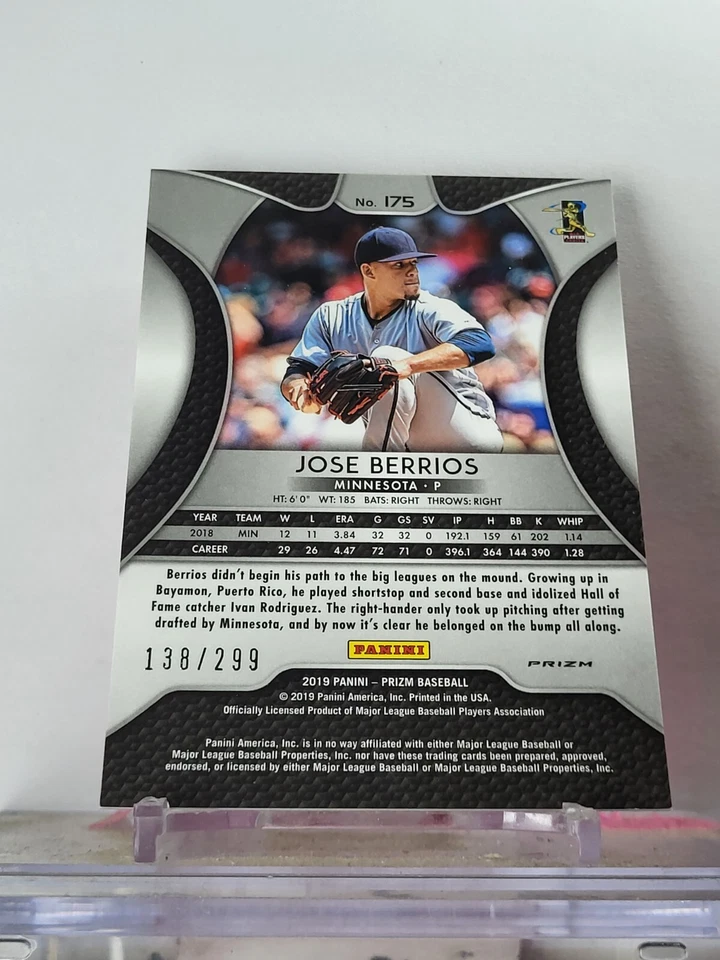 No. 175
PLAYERS
JOSE BERRIOS
MINNESOTA · P
HT: 6'0" WT: 185 BATS: RIGHT THROWS: RIGHT
YEAR TEAM W L ERA G GS SV IP H BB K WHIP
2018 MIN 12 11 3.84 32 32 0 192.1 159 61 202 1.14
CAREER 29 26 4.47 72 71 0 396.1 364 144 390 1.28
Berrios didn't begin his path to the big leagues on the mound. Growing up in
Bayamon, Puerto Rico, he played shortstop and second base and idolized Hall of
Fame catcher Ivan Rodriguez. The right-hander only took up pitching after getting
drafted by Minnesota, and by now it's clear he belonged on the bump all along.
138/299
PANINI
PRIZM
2019 PANINI – PRIZM BASEBALL
© 2019 Panini America, Inc. Printed in the USA.
Officially Licensed Product of Major League Baseball Players Association
Panini America, Inc. is in no way affiliated with either Major League Baseball or
Major League Baseball Properties, Inc. nor have these trading cards been prepared, approved,
endorsed, or licensed by either Major League Baseball or Major League Baseball Properties, Inc.